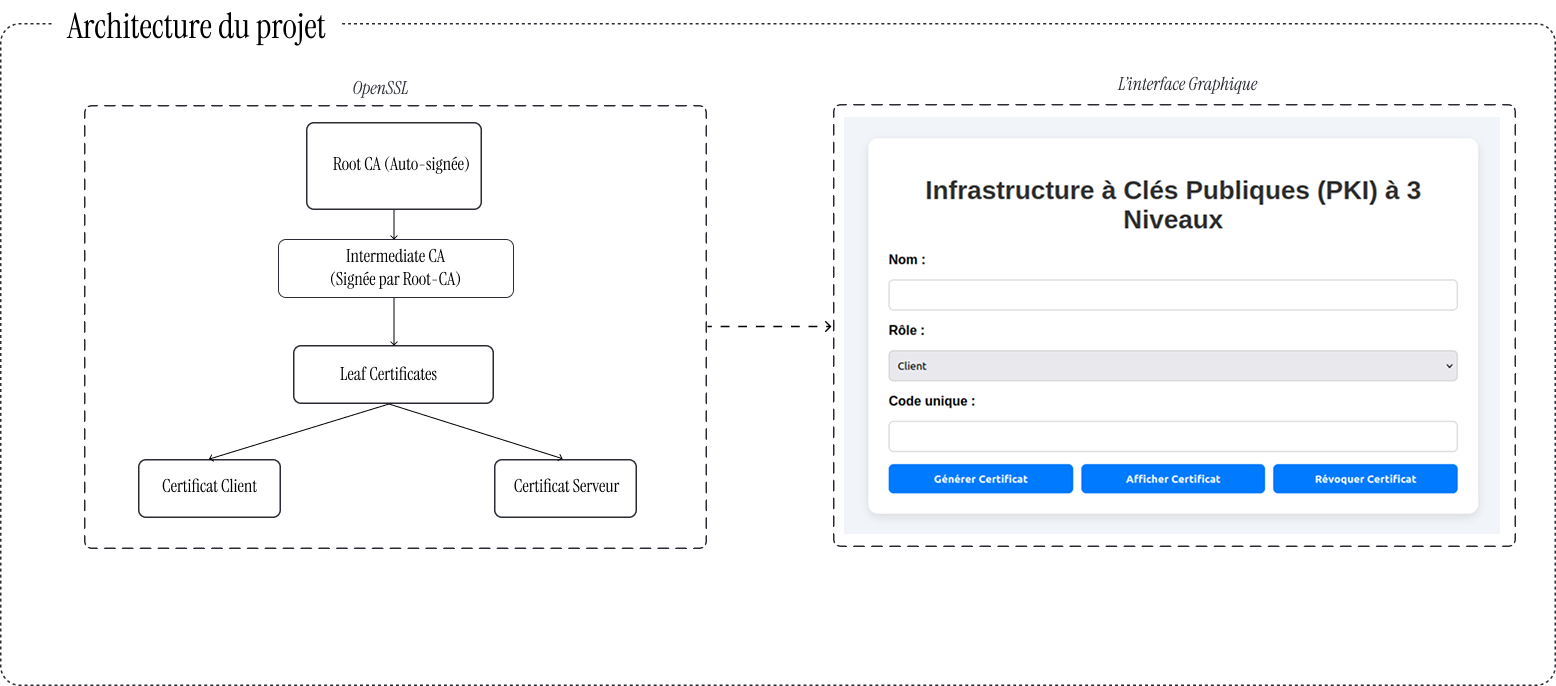 Architecture du projet
OpenSSL
Root CA (Auto-signée)
Intermediate CA
(Signée par Root-CA)
Leaf Certificates
Certificat Client
Certificat Serveur
L'interface Graphique
Infrastructure à Clés Publiques (PKI) à 3
Niveaux
Nom :
Rôle :
Client
Code unique :
Générer Certificat
Afficher Certificat
Révoquer Certificat